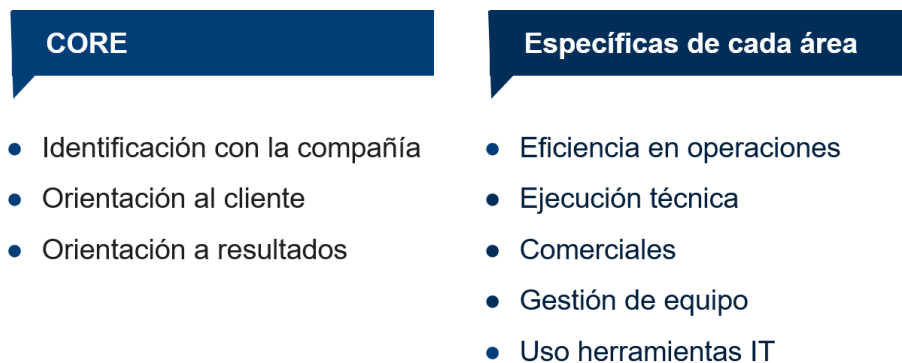 CORE
Identificación con la compañía
Orientación al cliente
Orientación a resultados
Específicas de cada área
Eficiencia en operaciones
Ejecución técnica
Comerciales
Gestión de equipo
Uso herramientas IT